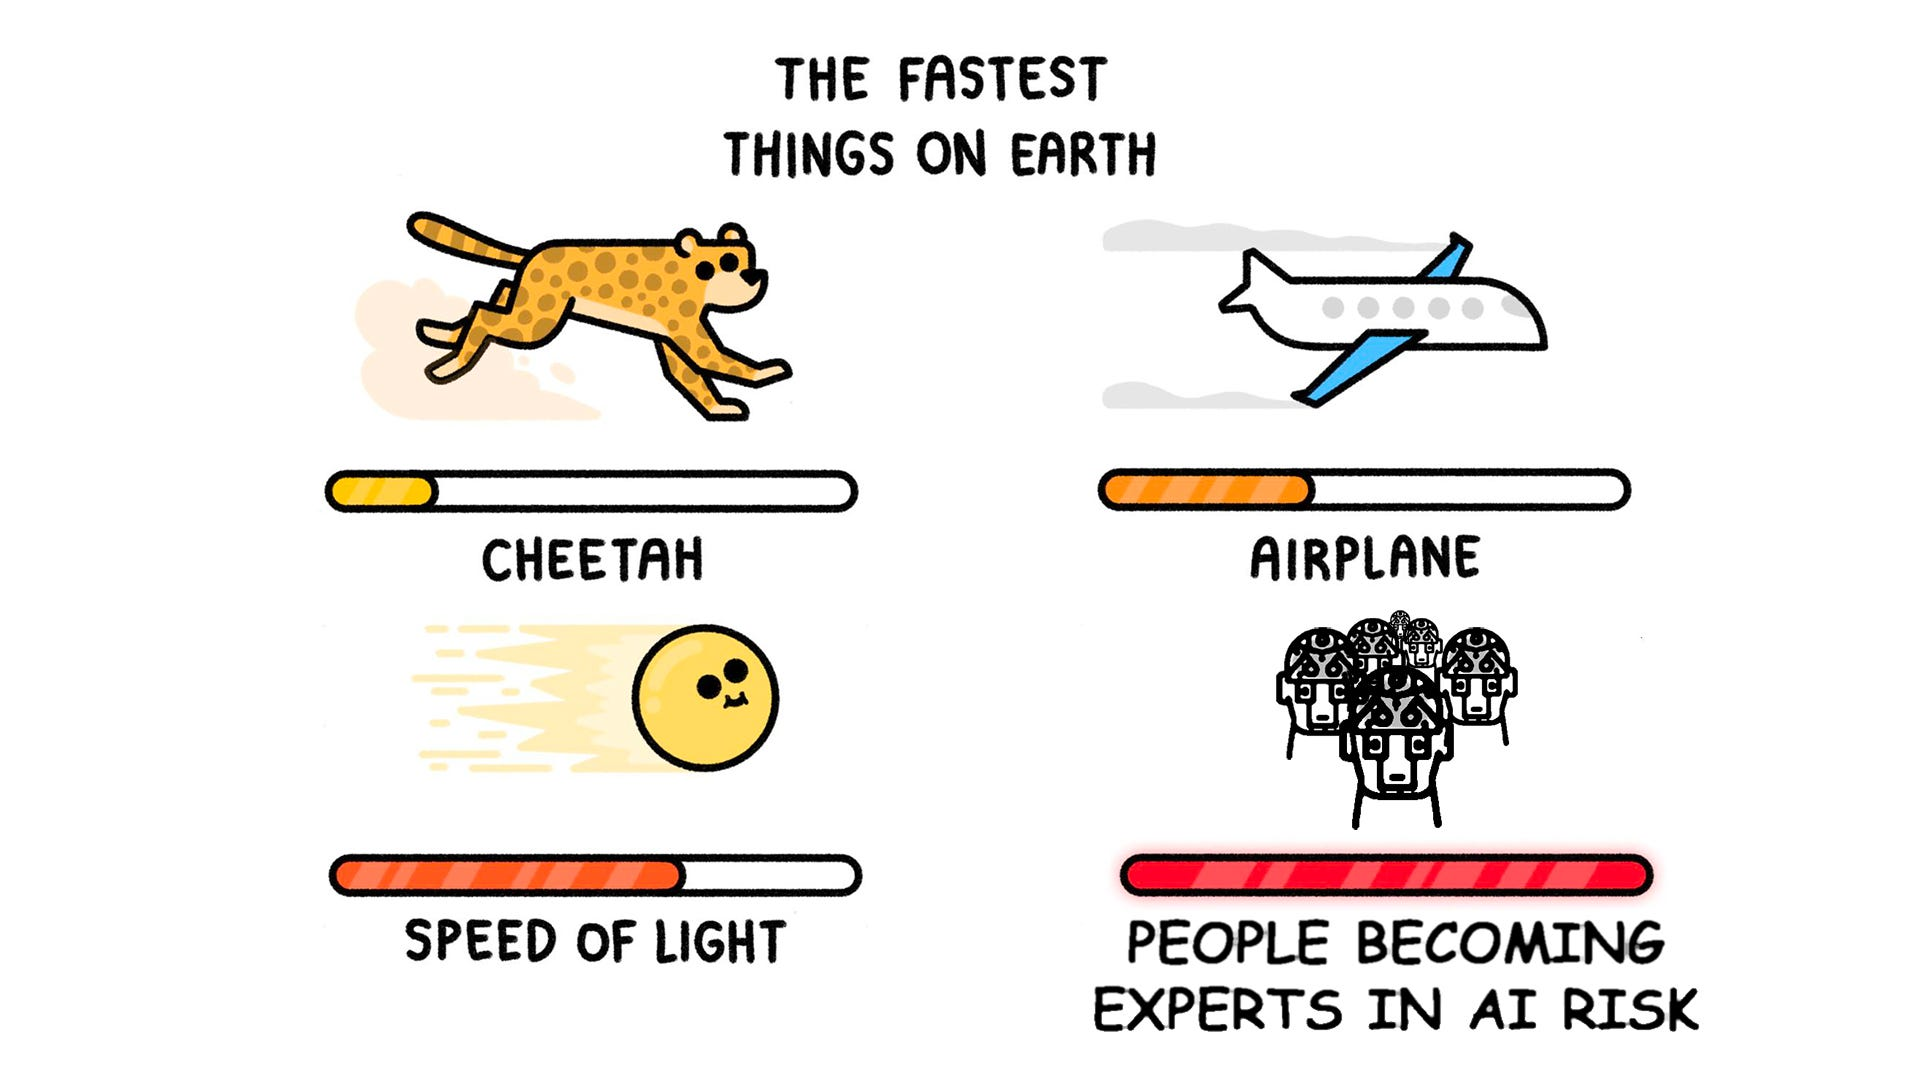 THE FASTEST
THINGS ON EARTH
CHEETAH
AIRPLANE
SPEED OF LIGHT
PEOPLE BECOMING
EXPERTS IN AI RISK